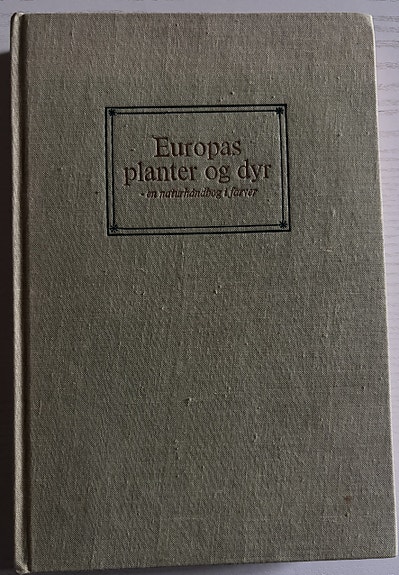 Europas
planter og dyr
- en naturhåndbog i farver